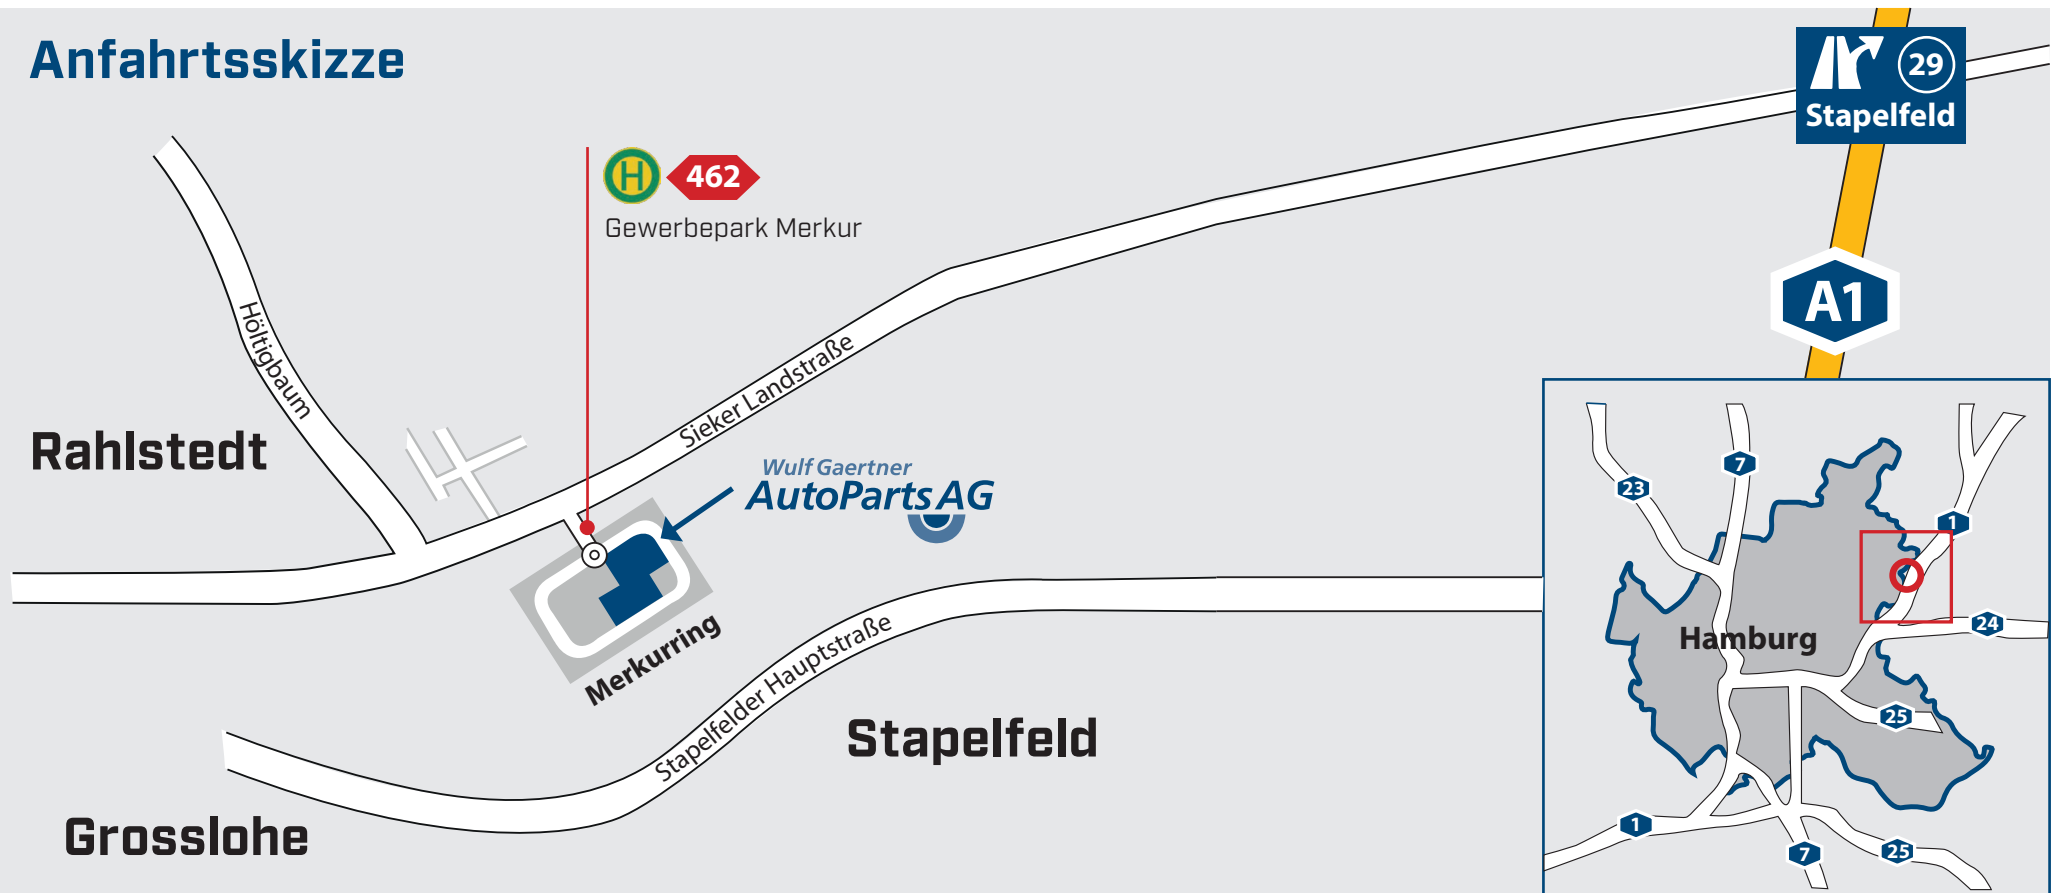 Anfahrtsskizze
29
Stapelfeld
H
462
Gewerbepark Merkur
A1
Höltigbaum
Sieker Landstraße
Rahlstedt
Wulf Gaertner
AutoParts AG
Merkurring
Stapelfelder Hauptstraße
Stapelfeld
Grosslohe
7
23
1
24
Hamburg
25
1
7
25